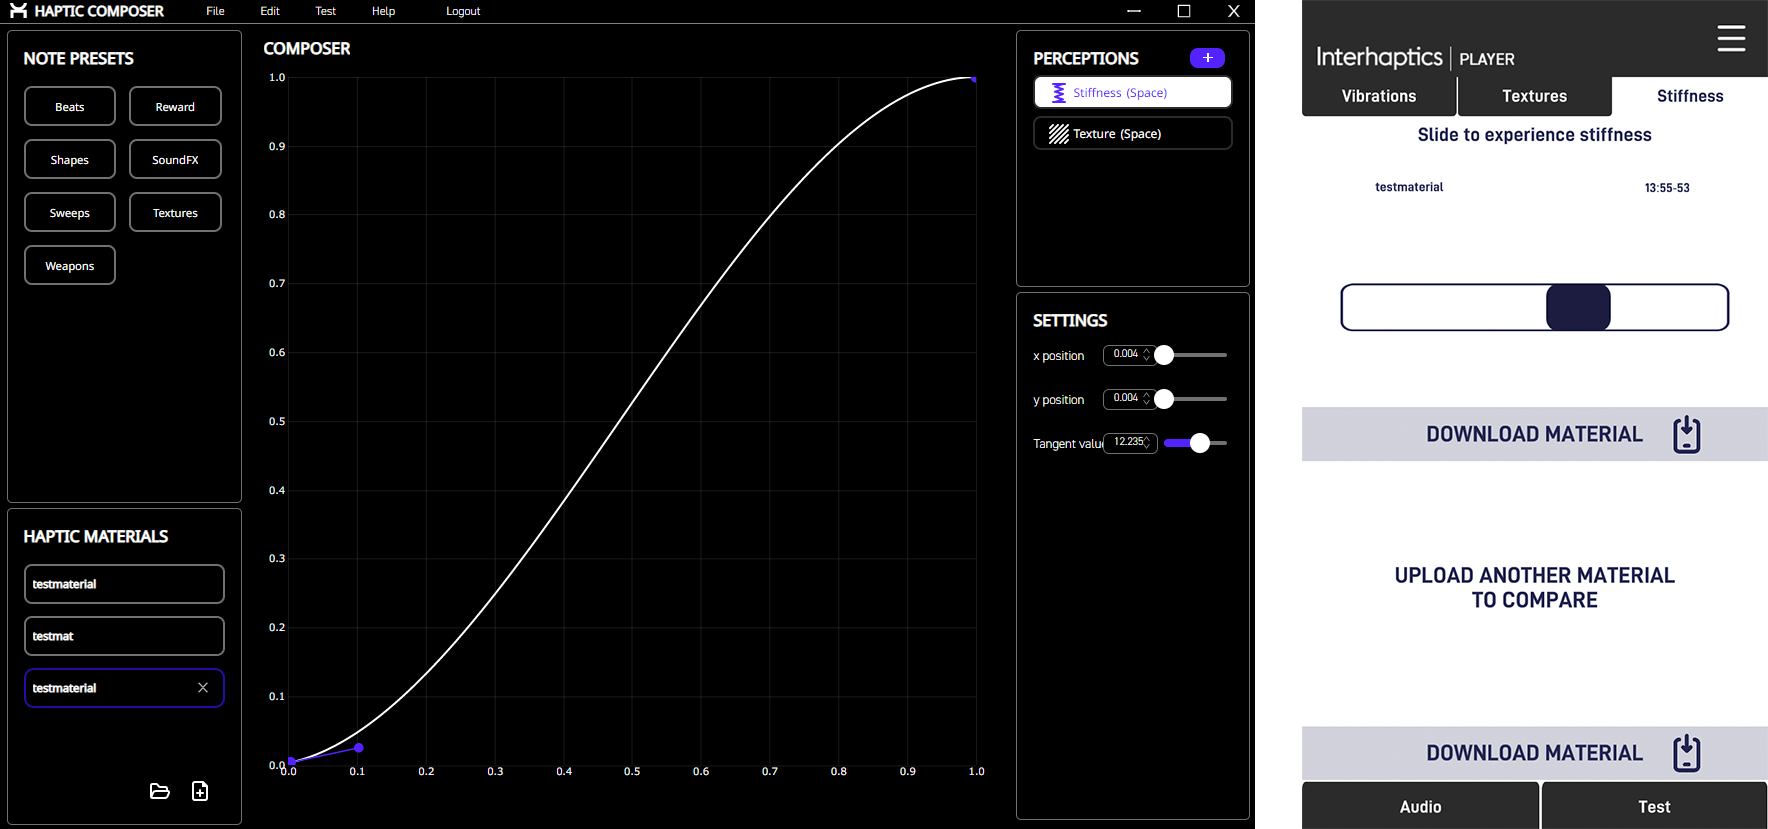 HAPTIC COMPOSER File Edit Test Help Logout
NOTE PRESETS
Beats Reward
Shapes SoundFX
Sweeps Textures
Weapons
HAPTIC MATERIALS
testmaterial
testmat
testmaterial
COMPOSER
1.0
0.9
0.8
0.7
0.6
0.5
0.4
0.3
0.2
0.1
0.0
0.0 0.1 0.2 0.3 0.4 0.5 0.6 0.7 0.8 0.9 1.0
PERCEPTIONS +
Stiffness (Space)
Texture (Space)
SETTINGS
x position 0.004
y position 0.004
Tangent valu 12.235
Interhaptics | PLAYER
Vibrations Textures Stiffness
Slide to experience stiffness
testmaterial 13:55-53
DOWNLOAD MATERIAL
UPLOAD ANOTHER MATERIAL
TO COMPARE
DOWNLOAD MATERIAL
Audio Test